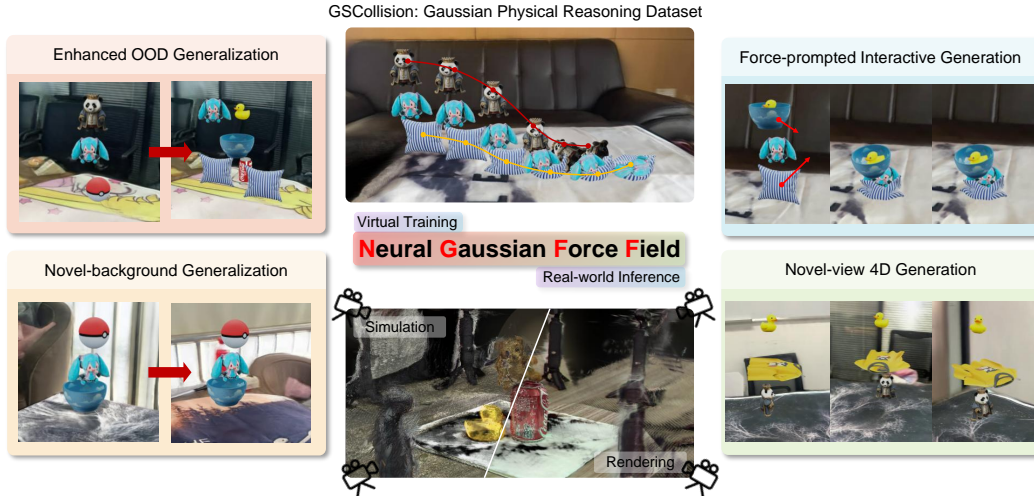 GSCollision: Gaussian Physical Reasoning Dataset
Enhanced OOD Generalization
Force-prompted Interactive Generation
Virtual Training
Neural Gaussian Force Field
Real-world Inference
Novel-background Generalization
Novel-view 4D Generation
Simulation
Rendering